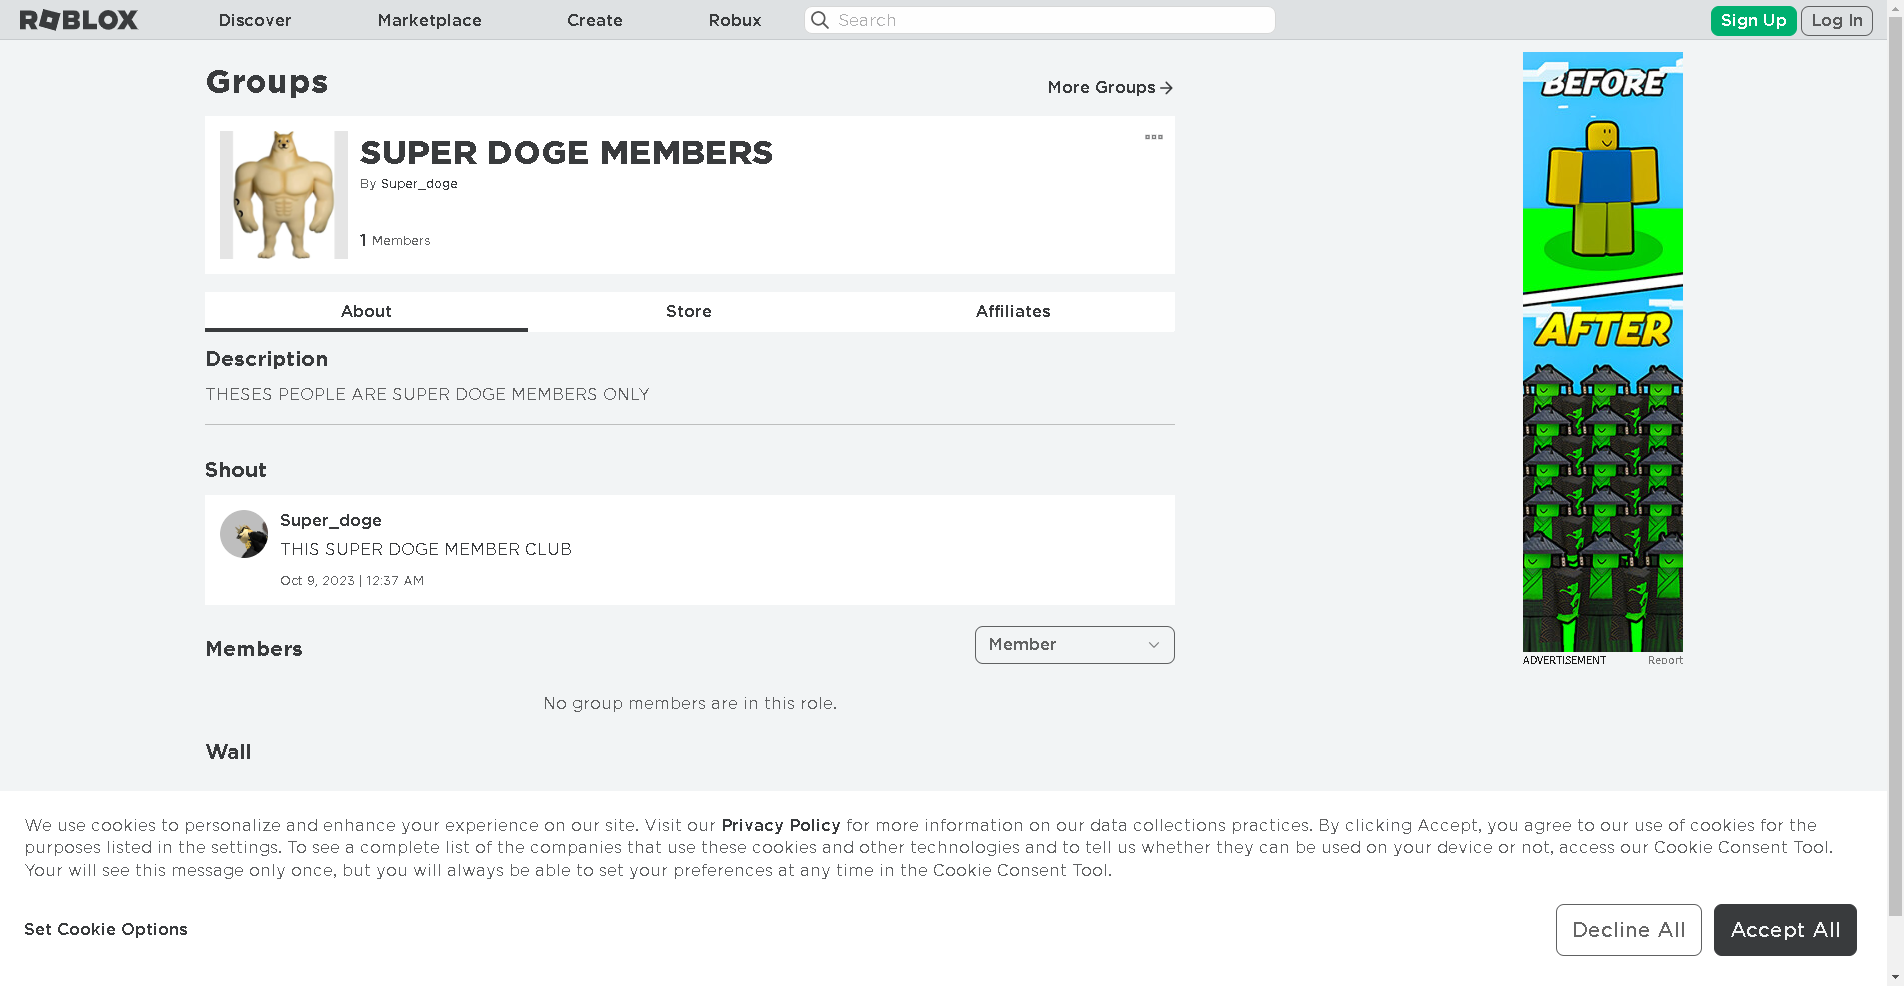 ROBLOX Discover Marketplace Create Robux Search Sign Up Log In
Groups
More Groups
SUPER DOGE MEMBERS
By Super_doge
1 Members
About Store Affiliates
Description
THESES PEOPLE ARE SUPER DOGE MEMBERS ONLY
Shout
Super_doge
THIS SUPER DOGE MEMBER CLUB
Oct 9, 2023 | 12:37 AM
Members
Member
No group members are in this role.
Wall
BEFORE
AFTER
ADVERTISEMENT Report
We use cookies to personalize and enhance your experience on our site. Visit our Privacy Policy for more information on our data collections practices. By clicking Accept, you agree to our use of cookies for the
purposes listed in the settings. To see a complete list of the companies that use these cookies and other technologies and to tell us whether they can be used on your device or not, access our Cookie Consent Tool.
Your will see this message only once, but you will always be able to set your preferences at any time in the Cookie Consent Tool.
Set Cookie Options
Decline All
Accept All